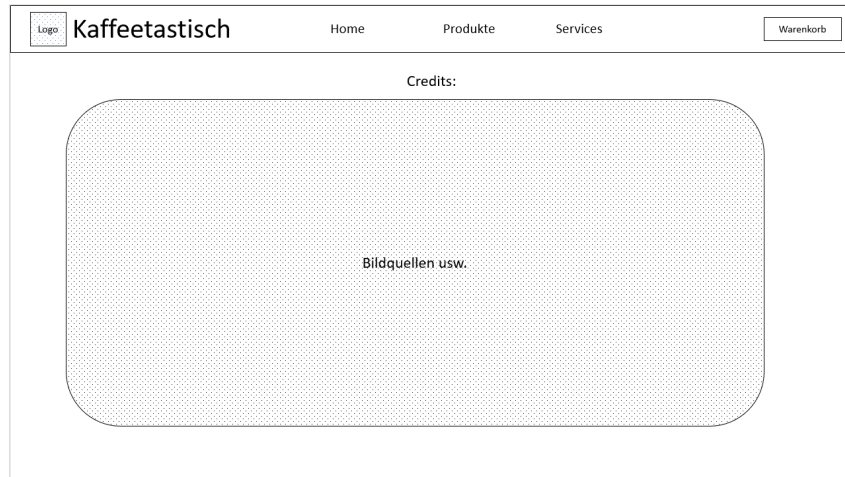 Logo
Kaffeetastisch
Home
Produkte
Services
Warenkorb
Credits:
Bildquellen usw.